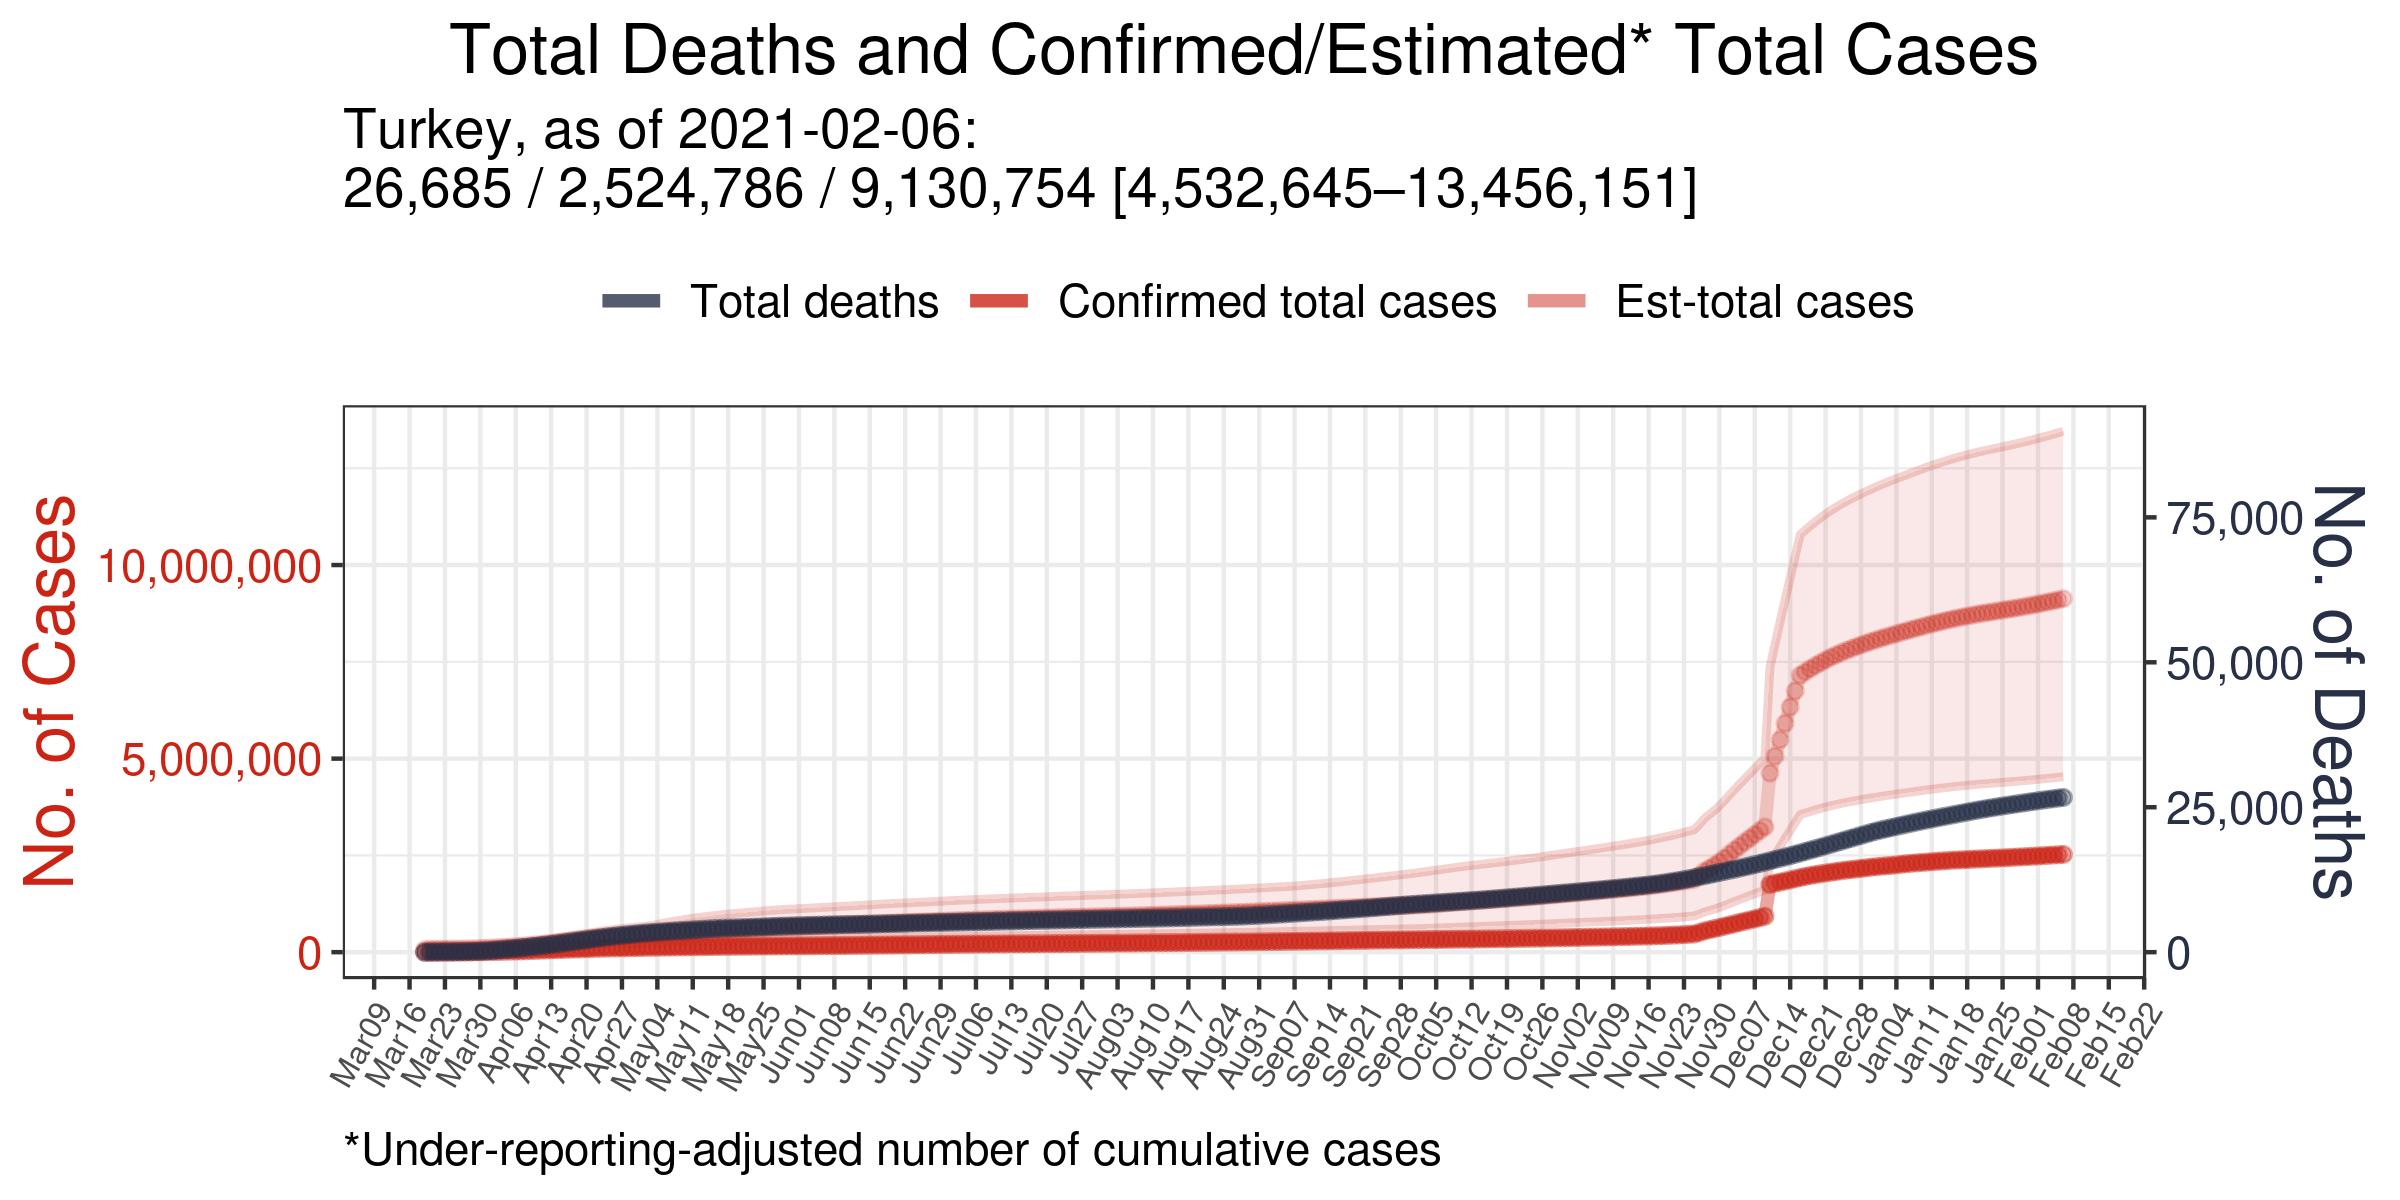 Total Deaths and Confirmed/Estimated* Total Cases
Turkey, as of 2021-02-06:
26,685 / 2,524,786 / 9,130,754 [4,532,645–13,456,151]
Total deaths
Confirmed total cases
Est-total cases
No. of Cases
10,000,000
5,000,000
0
75,000
50,000
25,000
0
No. of Deaths
Mar09
Mar16
Mar23
Mar30
Apr06
Apr13
Apr20
Apr27
May04
May11
May18
May25
Jun01
Jun08
Jun15
Jun22
Jun29
Jul06
Jul13
Jul20
Jul27
Aug03
Aug10
Aug17
Aug24
Aug31
Sep07
Sep14
Sep21
Sep28
Oct05
Oct12
Oct19
Oct26
Nov02
Nov09
Nov16
Nov23
Nov30
Dec07
Dec14
Dec21
Dec28
Jan04
Jan11
Jan18
Jan25
Feb01
Feb08
Feb15
Feb22
*Under-reporting-adjusted number of cumulative cases